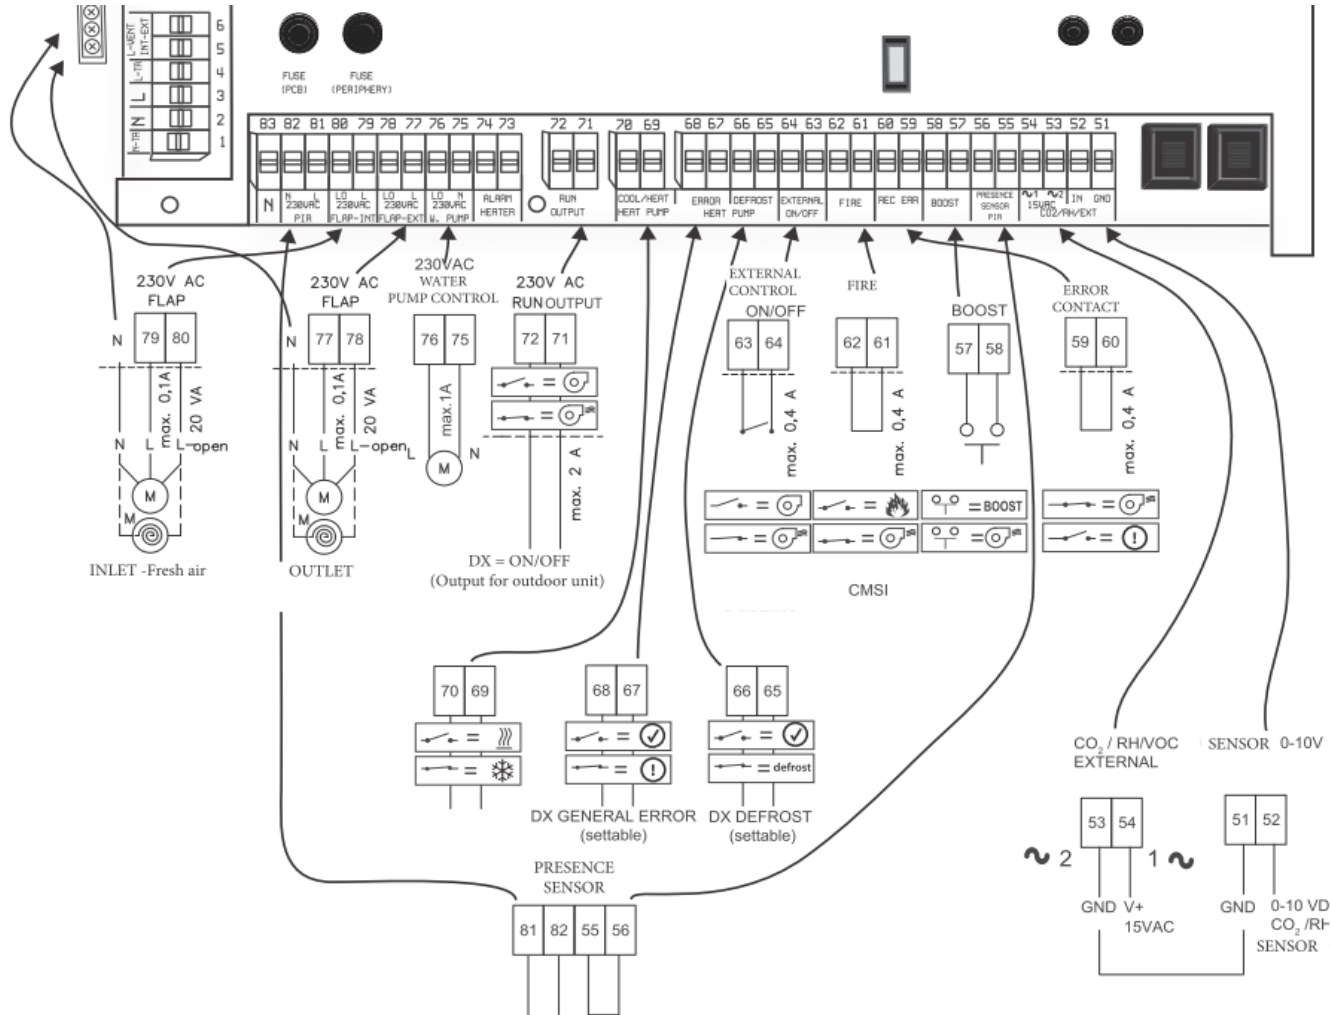 L-VENT
INT-EXT
L-TR
L
N
N-TR
6
5
4
3
2
1
FUSE
(PCB)
FUSE
(PERIPHERY)
83 82 81 80 79 78 77 76 75 74 73 72 71 70 69 68 67 66 65 64 63 62 61 60 59 58 57 56 55 54 53 52 51
N
N L
230VAC
PIR
LO L
230VAC
FLAP-INT
LO L
230VAC
FLAP-EXT
LO N
230VAC
W. PUMP
ALARM
HEATER
RUN
OUTPUT
COOL/HEAT
HEAT PUMP
ERROR DEFROST
HEAT PUMP
EXTERNAL
ON/OFF
FIRE
REC ERR
BOOST
PRESENCE
SENSOR
PIR
~1 ~2
15VAC
IN GND
CO2/RH/EXT
230V AC
FLAP
N
79 80
max. 0,1A
20 VA
N L L-open
M
M
INLET -Fresh air
230V AC
FLAP
N
77 78
max. 0,1A
20 VA
N L L-open
M
M
OUTLET
230VAC
WATER
PUMP CONTROL
76 75
max.1A
L N
M
230V AC
RUN OUTPUT
72 71
=
=
max. 2 A
DX = ON/OFF
(Output for outdoor unit)
EXTERNAL
CONTROL
ON/OFF
63 64
max. 0,4 A
=
=
FIRE
62 61
max. 0,4 A
=
=
BOOST
57 58
=BOOST
=
ERROR
CONTACT
59 60
max. 0,4 A
=
= !
CMSI
70 69
=
=
68 67
=
= !
DX GENERAL ERROR
(settable)
66 65
=
= defrost
DX DEFROST
(settable)
PRESENCE
SENSOR
81 82 55 56
CO2 / RH/VOC
EXTERNAL
53 54
~ 2 1 ~
GND V+
15VAC
SENSOR 0-10V
51 52
GND 0-10 VD
CO2 /RH
SENSOR